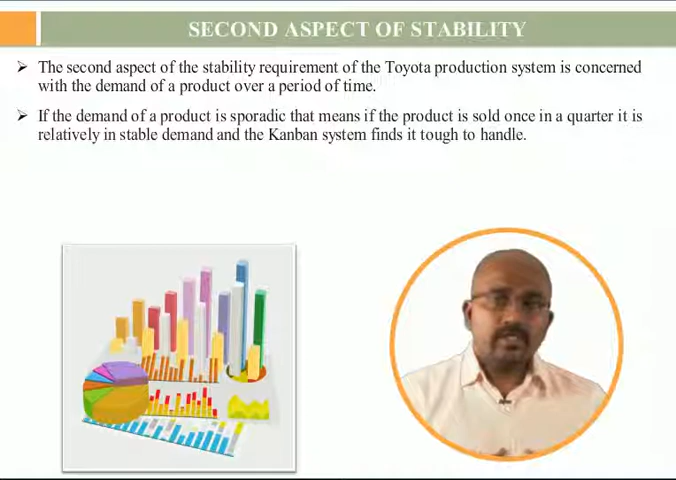 SECOND ASPECT OF STABILITY
The second aspect of the stability requirement of the Toyota production system is concerned
with the demand of a product over a period of time.
If the demand of a product is sporadic that means if the product is sold once in a quarter it is
relatively in stable demand and the Kanban system finds it tough to handle.